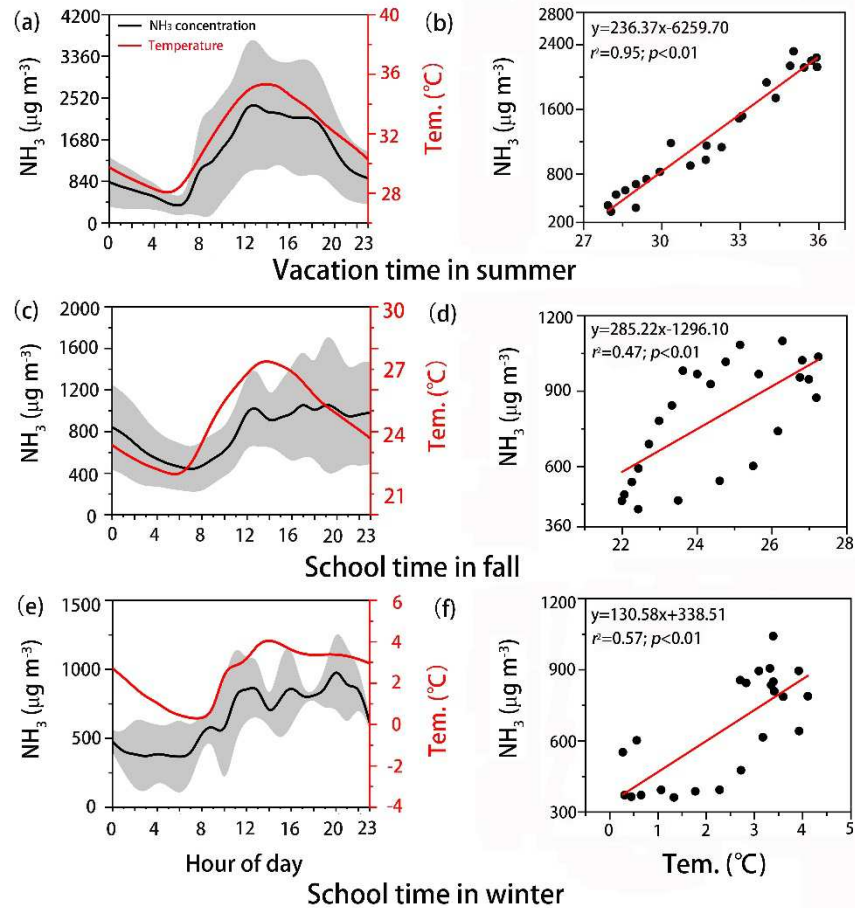 (a)
NH₃ concentration
Temperature
4200
3360
2520
1680
840
0
NH₃ (μg m⁻³)
40
36
32
28
Tem. (°C)
0 4 8 12 16 20 23
(b)
y=236.37x-6259.70
r²=0.95; p<0.01
2800
2400
1600
800
200
NH₃ (μg m⁻³)
27 30 33 36
Vacation time in summer
(c)
2000
1600
1200
800
400
0
NH₃ (μg m⁻³)
30
27
24
22
21
Tem. (°C)
0 4 8 12 16 20 23
(d)
y=285.22x-1296.10
r²=0.47; p<0.01
1200
900
600
360
NH₃ (μg m⁻³)
22 24 26 28
School time in fall
(e)
1500
1000
500
0
NH₃ (μg m⁻³)
6
4
2
0
-2
-4
Tem. (°C)
0 4 8 12 16 20 23
Hour of day
(f)
y=130.58x+338.51
r²=0.57; p<0.01
1200
900
600
300
NH₃ (μg m⁻³)
0 1 2 3 4 5
Tem. (°C)
School time in winter